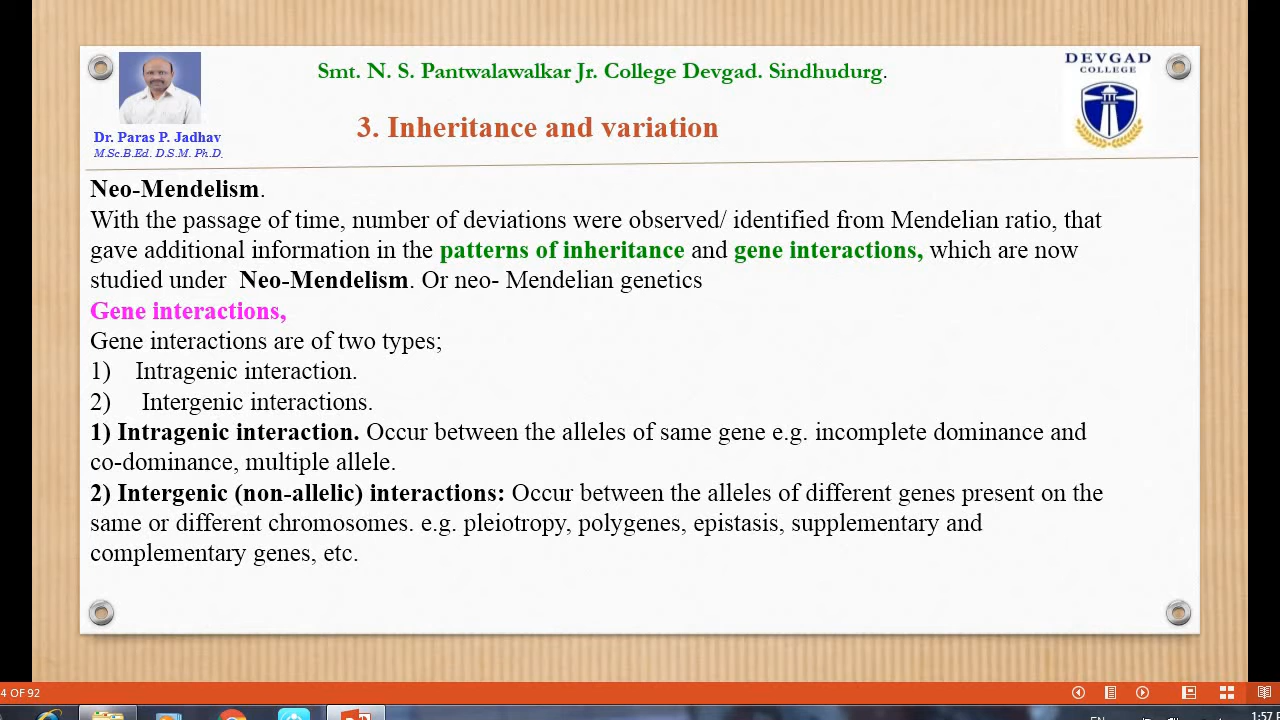 Smt. N. S. Pantwalawalkar Jr. College Devgad. Sindhudurg.
DEVGAD
COLLEGE
3. Inheritance and variation
Dr. Paras P. Jadhav
M.Sc.B.Ed. D.S.M. Ph.D.
Neo-Mendelism.
With the passage of time, number of deviations were observed/ identified from Mendelian ratio, that
gave additional information in the patterns of inheritance and gene interactions, which are now
studied under Neo-Mendelism. Or neo- Mendelian genetics
Gene interactions,
Gene interactions are of two types;
1) Intragenic interaction.
2) Intergenic interactions.
1) Intragenic interaction. Occur between the alleles of same gene e.g. incomplete dominance and
co-dominance, multiple allele.
2) Intergenic (non-allelic) interactions: Occur between the alleles of different genes present on the
same or different chromosomes. e.g. pleiotropy, polygenes, epistasis, supplementary and
complementary genes, etc.
4 OF 92
1:57